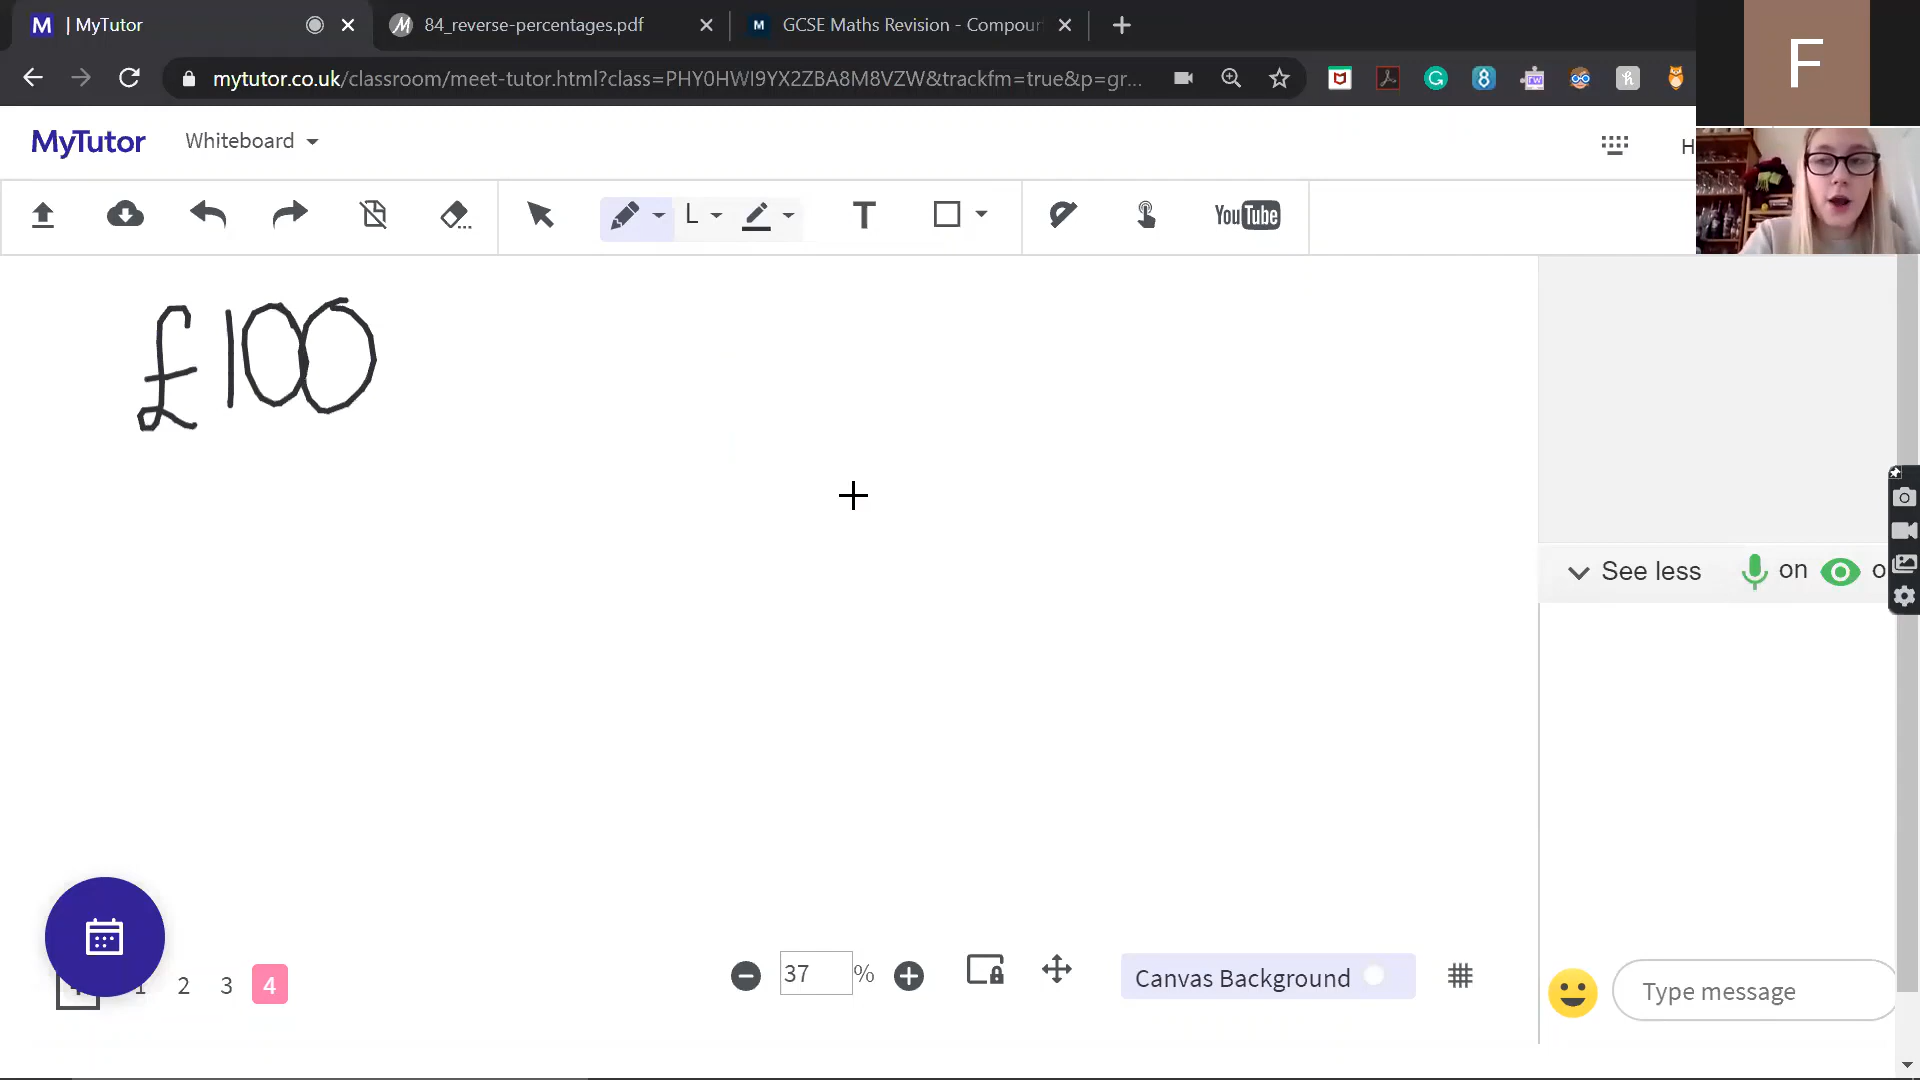 M | MyTutor
84_reverse-percentages.pdf
M GCSE Maths Revision - Compour
mytutor.co.uk/classroom/meet-tutor.html?class=PHY0HWI9YX2ZBA8M8VZW&trackfm=true&p=gr...
F
MyTutor
Whiteboard
H
L
T
YouTube
£100
See less
on
o
1 2 3 4
37 %
Canvas Background
Type message